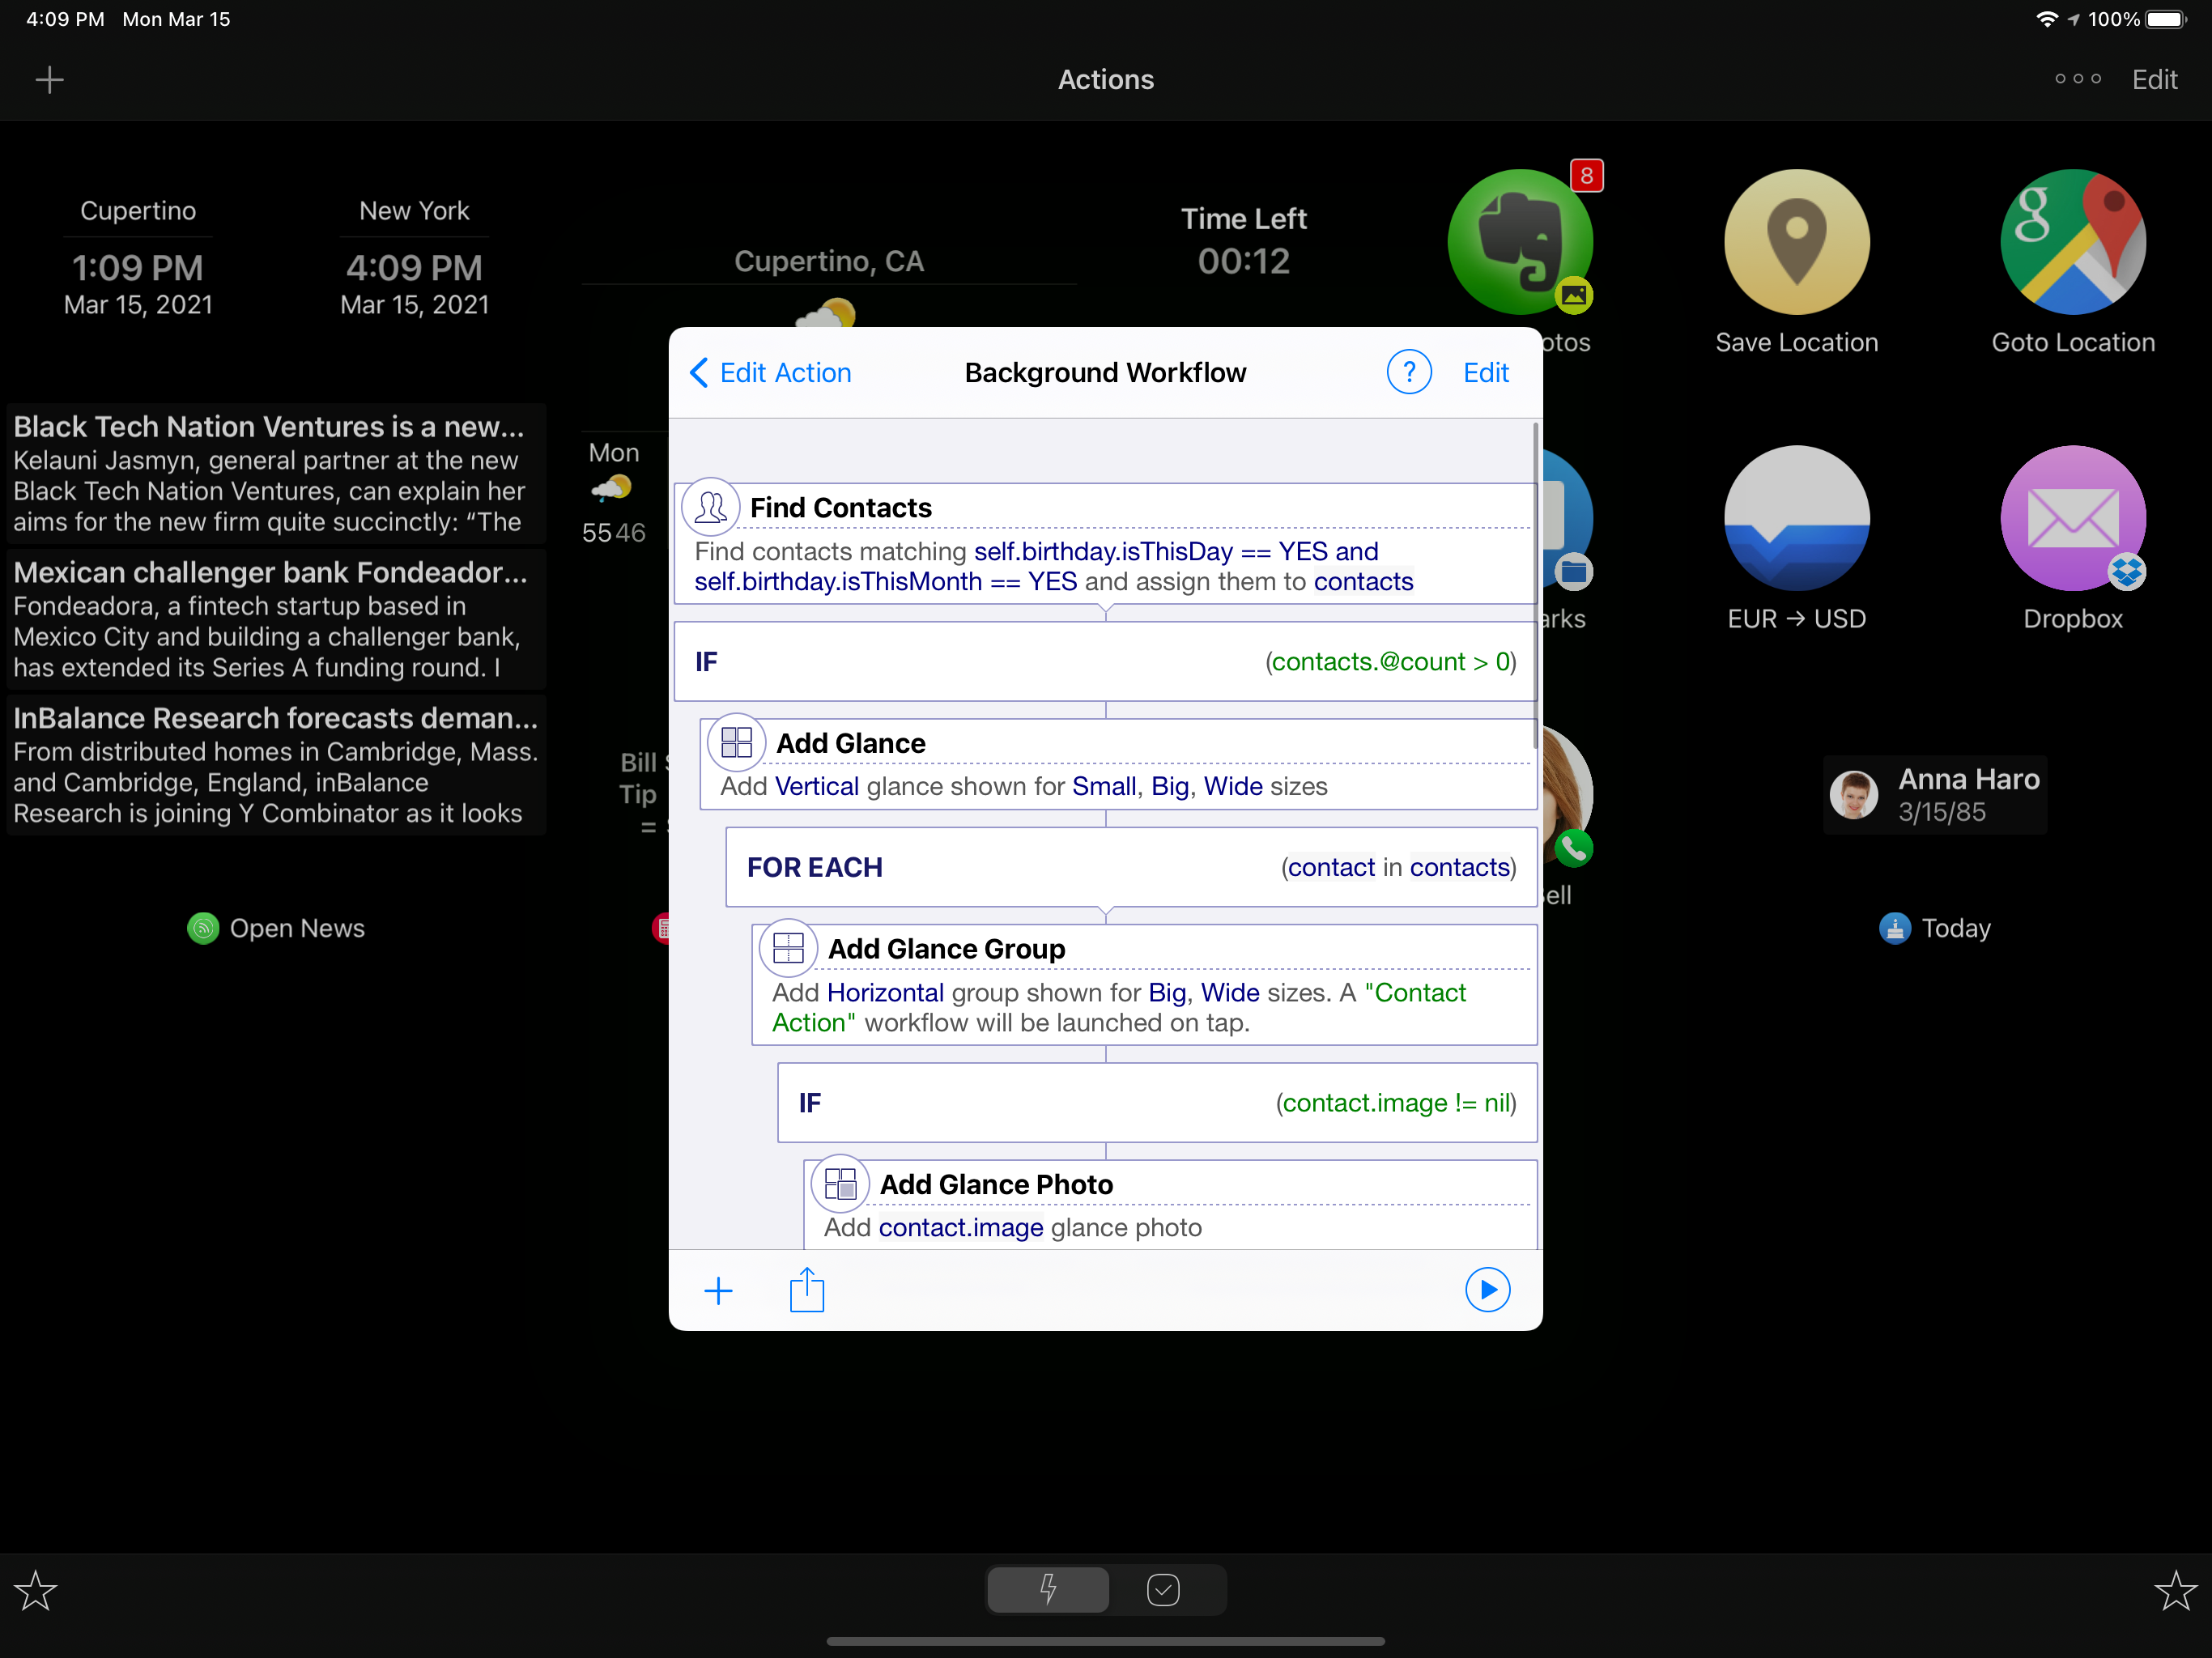 4:09 PM Mon Mar 15
100%
Actions
Edit
Cupertino
1:09 PM
Mar 15, 2021
New York
4:09 PM
Mar 15, 2021
Cupertino, CA
Time Left
00:12
8
otos
Save Location
g
Goto Location
Black Tech Nation Ventures is a new...
Kelauni Jasmyn, general partner at the new
Black Tech Nation Ventures, can explain her
aims for the new firm quite succinctly: “The
Mexican challenger bank Fondeador...
Fondeadora, a fintech startup based in
Mexico City and building a challenger bank,
has extended its Series A funding round. I
InBalance Research forecasts deman...
From distributed homes in Cambridge, Mass.
and Cambridge, England, inBalance
Research is joining Y Combinator as it looks
Open News
Mon
55 46
Bill
Tip
=
Edit Action
Background Workflow
?
Edit
Find Contacts
Find contacts matching self.birthday.isThisDay == YES and
self.birthday.isThisMonth == YES and assign them to contacts
IF
(contacts.@count > 0)
Add Glance
Add Vertical glance shown for Small, Big, Wide sizes
FOR EACH
(contact in contacts)
Add Glance Group
Add Horizontal group shown for Big, Wide sizes. A "Contact
Action" workflow will be launched on tap.
IF
(contact.image != nil)
Add Glance Photo
Add contact.image glance photo
arks
EUR → USD
Dropbox
ell
Anna Haro
3/15/85
Today